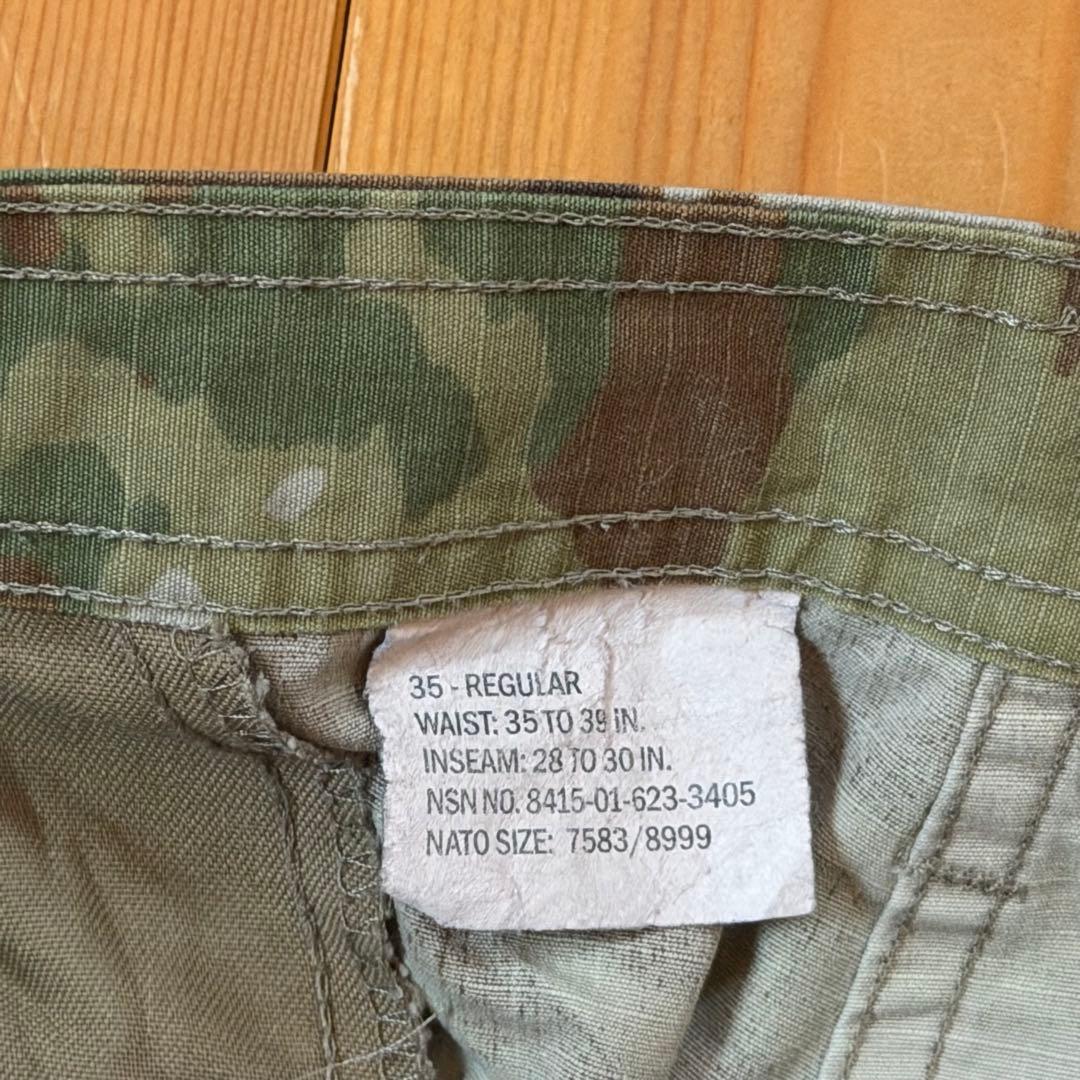 35 - REGULAR
WAIST: 35 TO 39 IN.
INSEAM: 28 TO 30 IN.
NSN NO. 8415-01-623-3405
NATO SIZE: 7583/8999